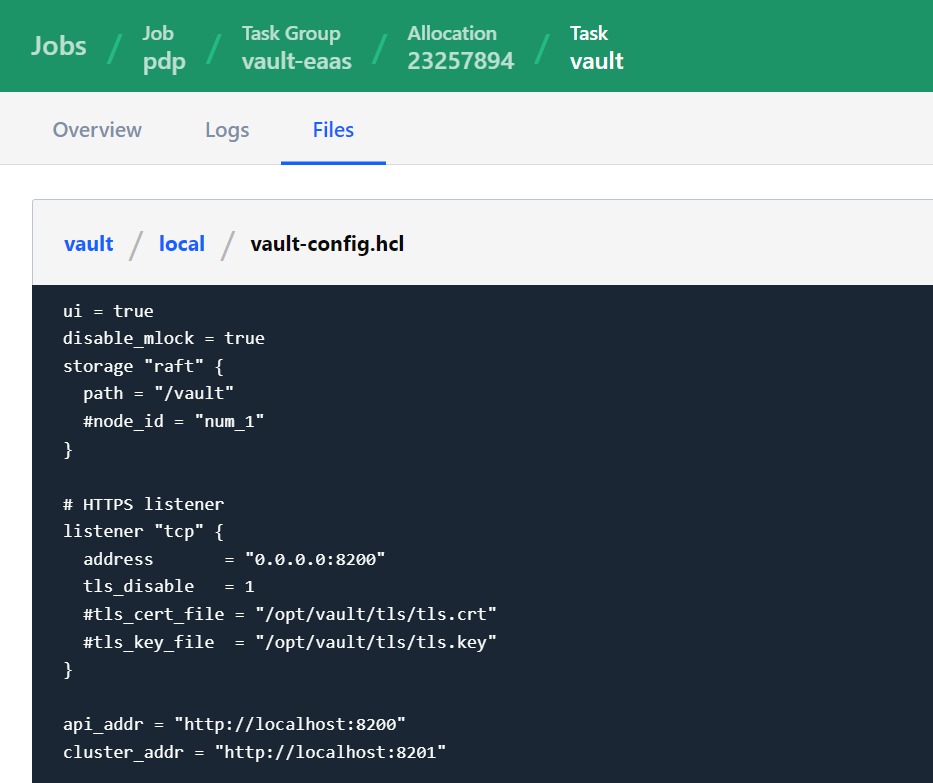 Jobs / Job pdp / Task Group vault-eaas / Allocation 23257894 / Task vault
Overview Logs Files
vault / local / vault-config.hcl
ui = true
disable_mlock = true
storage "raft" {
  path = "/vault"
  #node_id = "num_1"
}

# HTTPS listener
listener "tcp" {
  address       = "0.0.0.0:8200"
  tls_disable   = 1
  #tls_cert_file = "/opt/vault/tls/tls.crt"
  #tls_key_file  = "/opt/vault/tls/tls.key"
}

api_addr = "http://localhost:8200"
cluster_addr = "http://localhost:8201"